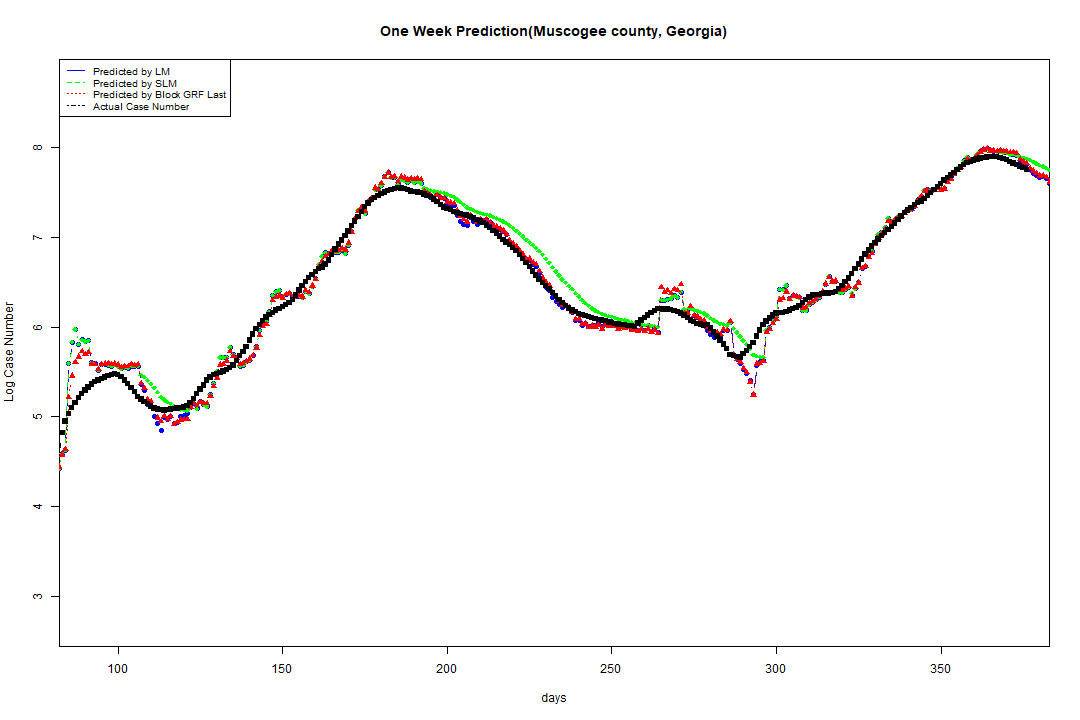 One Week Prediction(Muscogee county, Georgia)
Predicted by LM
Predicted by SLM
Predicted by Block GRF Last
Actual Case Number
Log Case Number
8
7
6
5
4
3
100 150 200 250 300 350
days